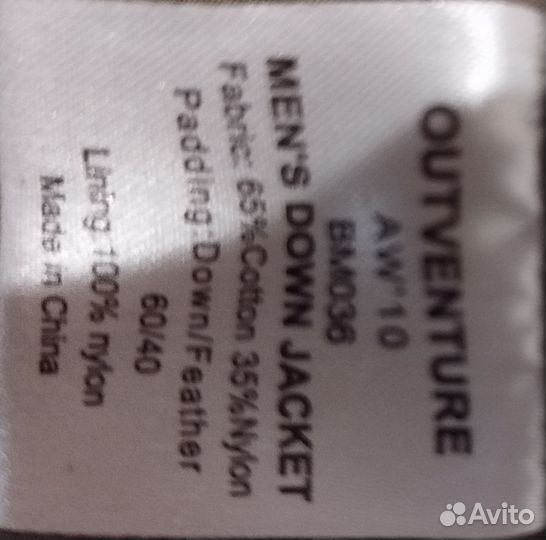 OUTVENTURE
AW'10
BM036
MEN'S DOWN JACKET
Fabric: 65%Cotton 35%Nylon
Padding:Down/Feather
60/40
Lining:100% nylon
Made in China
Avito